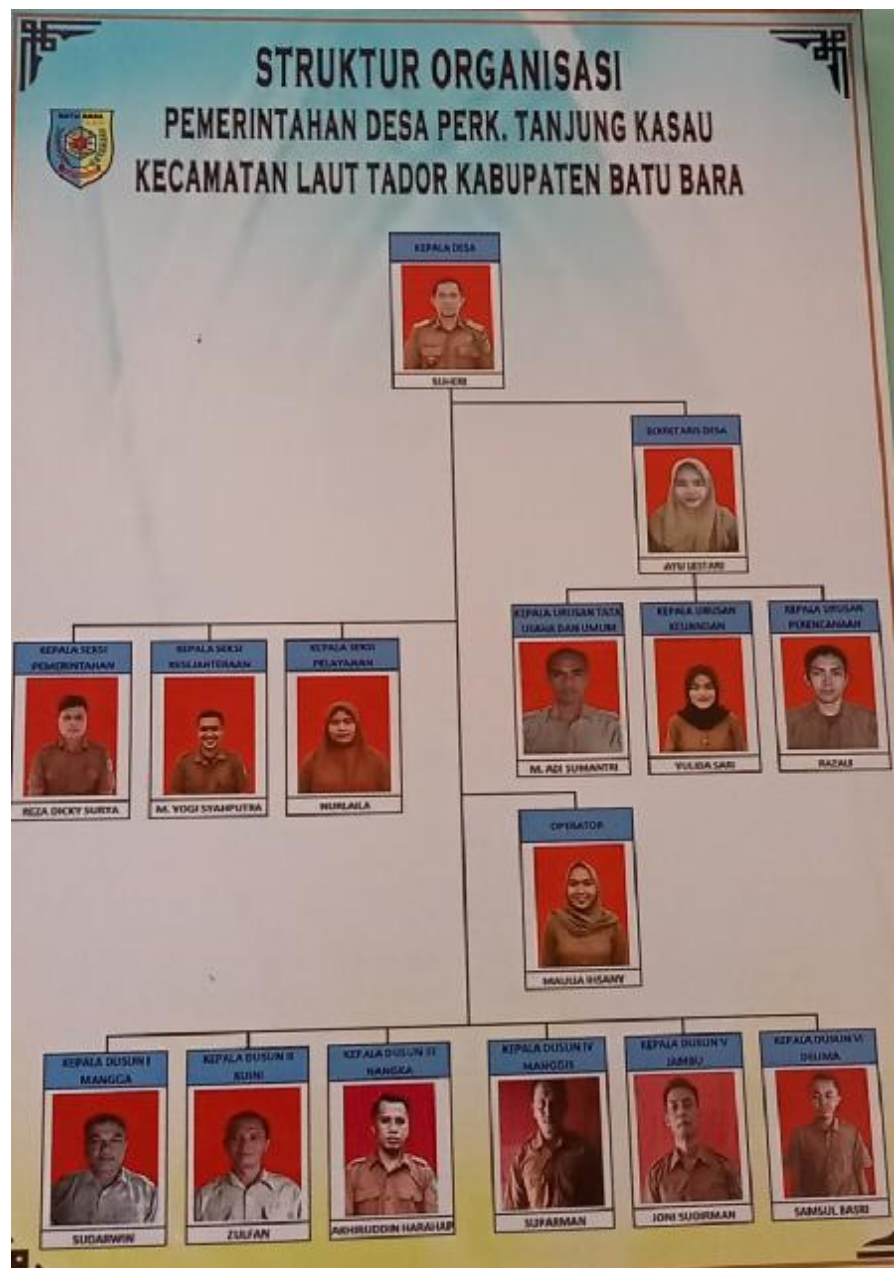 STRUKTUR ORGANISASI
PEMERINTAHAN DESA PERK. TANJUNG KASAU
KECAMATAN LAUT TADOR KABUPATEN BATU BARA
BATU BARA
KEPALA DESA
SUHERI
SEKRETARIS DESA
AYU LESTARI
KEPALA URUSAN TATA
USAHA DAN UMUM
M. ADI SUMANTRI
KEPALA URUSAN
KEUANGAN
YULIDA SARI
KEPALA URUSAN
PERENCANAAN
RAZALI
KEPALA SEKSI
PEMERINTAHAN
REZA DICKY SURYA
KEPALA SEKSI
KESEJAHTERAAN
M. YOGI SYAHPUTRA
KEPALA SEKSI
PELAYANAN
NURLAILA
OPERATOR
MAULIA IHSANY
KEPALA DUSUN I
MANGGA
SUDARWIN
KEPALA DUSUN II
KUINI
ZULFAN
KEPALA DUSUN III
NANGKA
AKHIRUDDIN HARAHAP
KEPALA DUSUN IV
MANGGIS
SUPARMAN
KEPALA DUSUN V
JAMBU
JONI SUDIRMAN
KEPALA DUSUN VI
DELIMA
SAMSUL BASRI